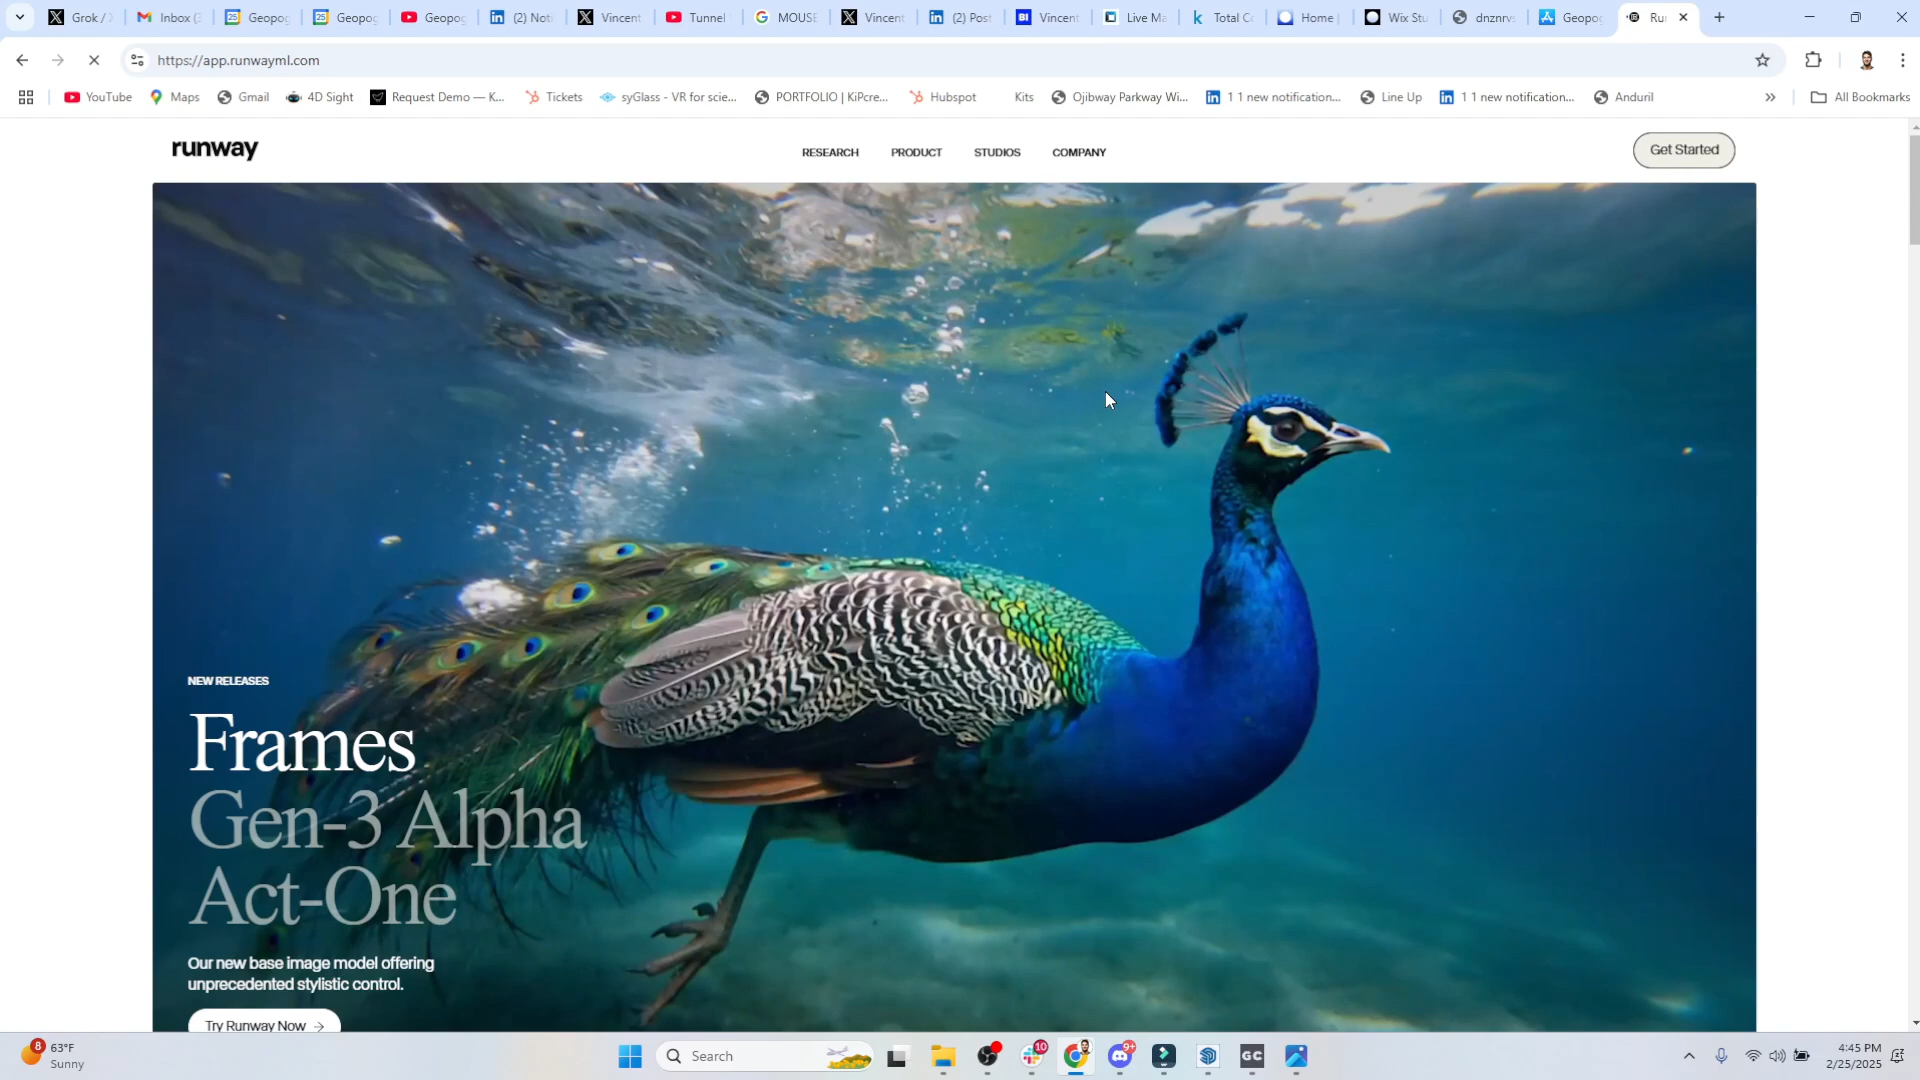 Grok / X
Inbox (3
Geopog
Geopog
Geopog
(2) Noti
Vincent
Tunnel
MOUSE
Vincent
(2) Post
Vincent
Live Ma
Total Co
Home |
Wix Stu
dnznrvs
Geopog
Ru
https://app.runwayml.com
YouTube
Maps
Gmail
4D Sight
Request Demo — K...
Tickets
syGlass - VR for scie...
PORTFOLIO | KiPcre...
Hubspot
Kits
Ojibway Parkway Wi...
1 1 new notification...
Line Up
1 1 new notification...
Anduril
All Bookmarks
runway
RESEARCH
PRODUCT
STUDIOS
COMPANY
Get Started
NEW RELEASES
Frames
Gen-3 Alpha
Act-One
Our new base image model offering
unprecedented stylistic control.
Try Runway Now →
8
63°F
Sunny
Search
10
9+
GC
4:45 PM
2/25/2025